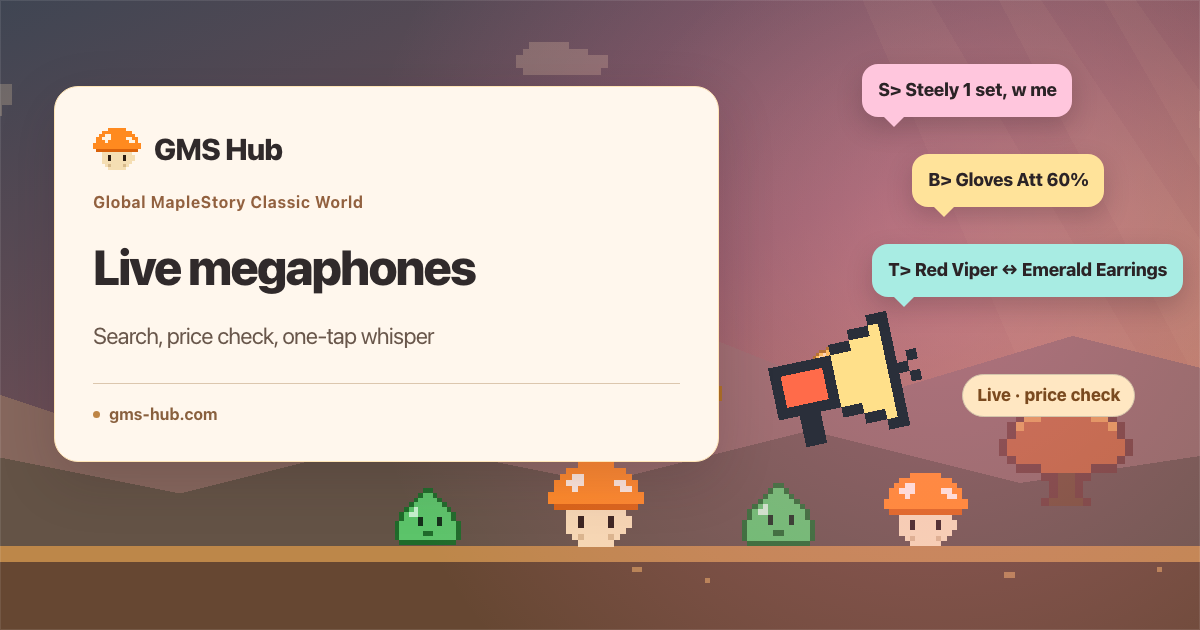 GMS Hub
Global MapleStory Classic World
Live megaphones
Search, price check, one-tap whisper
gms-hub.com
S> Steely 1 set, w me
B> Gloves Att 60%
T> Red Viper ↔ Emerald Earrings
Live · price check